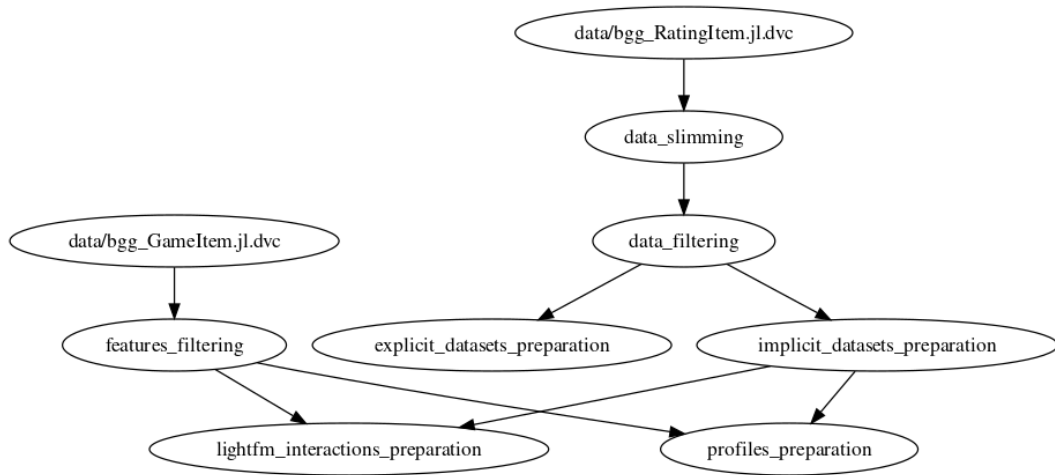 data/bgg_RatingItem.jl.dvc
data_slimming
data/bgg_GameItem.jl.dvc
data_filtering
features_filtering
explicit_datasets_preparation
implicit_datasets_preparation
lightfm_interactions_preparation
profiles_preparation